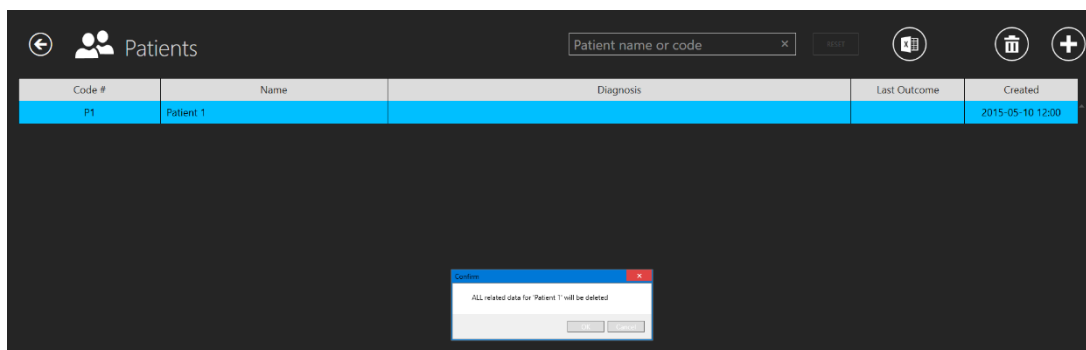 Patients
Patient name or code
RESET
Code # Name Diagnosis Last Outcome Created
P1 Patient 1 2015-05-10 12:00
Confirm
ALL related data for 'Patient 1' will be deleted
OK Cancel